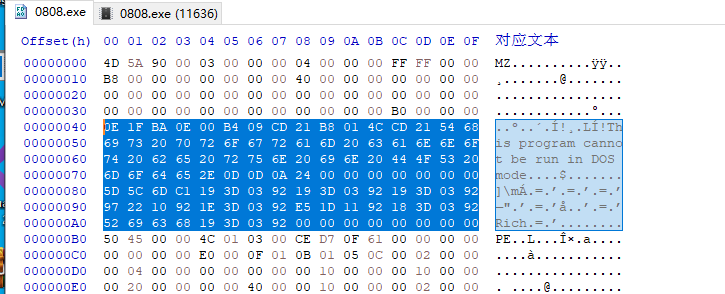 0808.exe 0808.exe (11636)
Offset(h) 00 01 02 03 04 05 06 07 08 09 0A 0B 0C 0D 0E 0F 对应文本
00000000 4D 5A 90 00 03 00 00 00 04 00 00 00 FF FF 00 00 MZ..........ÿÿ..
00000010 B8 00 00 00 00 00 00 00 40 00 00 00 00 00 00 00 ¸.......@.......
00000020 00 00 00 00 00 00 00 00 00 00 00 00 00 00 00 00 ................
00000030 00 00 00 00 00 00 00 00 00 00 00 00 B0 00 00 00 ............°...
00000040 0E 1F BA 0E 00 B4 09 CD 21 B8 01 4C CD 21 54 68 ..º..´.Í!¸.LÍ!Th
00000050 69 73 20 70 72 6F 67 72 61 6D 20 63 61 6E 6E 6F is program canno
00000060 74 20 62 65 20 72 75 6E 20 69 6E 20 44 4F 53 20 t be run in DOS
00000070 6D 6F 64 65 2E 0D 0D 0A 24 00 00 00 00 00 00 00 mode....$.......
00000080 5D 5C 6D C1 19 3D 03 92 19 3D 03 92 19 3D 03 92 ]\mÁ.=.’.=.’.=.’
00000090 97 22 10 92 1E 3D 03 92 E5 1D 11 92 18 3D 03 92 —".’.=.’å..’.=.’
000000A0 52 69 63 68 19 3D 03 92 00 00 00 00 00 00 00 00 Rich.=.’........
000000B0 50 45 00 00 4C 01 03 00 CE D7 0F 61 00 00 00 00 PE..L...Î×.a....
000000C0 00 00 00 00 E0 00 0F 01 0B 01 05 0C 00 02 00 00 ....à...........
000000D0 00 04 00 00 00 00 00 00 00 10 00 00 00 10 00 00 ................
000000E0 00 20 00 00 00 00 40 00 00 10 00 00 00 02 00 00 . ....@.........